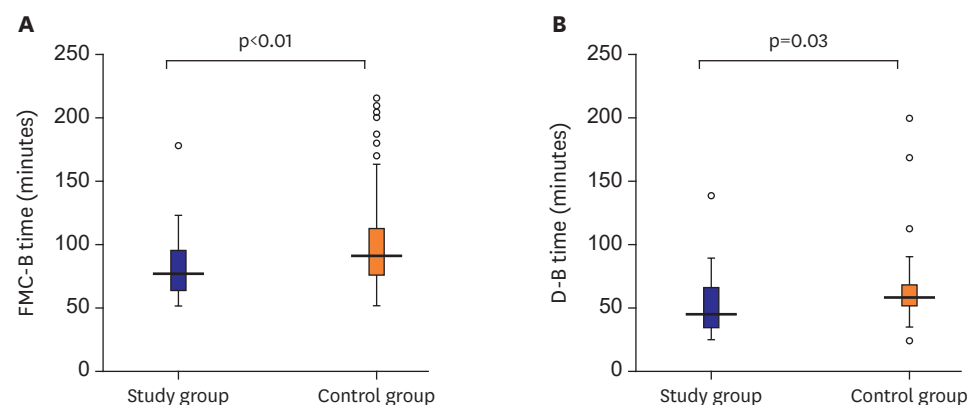 A
p<0.01
FMC-B time (minutes)
250
200
150
100
50
0
Study group
Control group
B
p=0.03
D-B time (minutes)
250
200
150
100
50
0
Study group
Control group